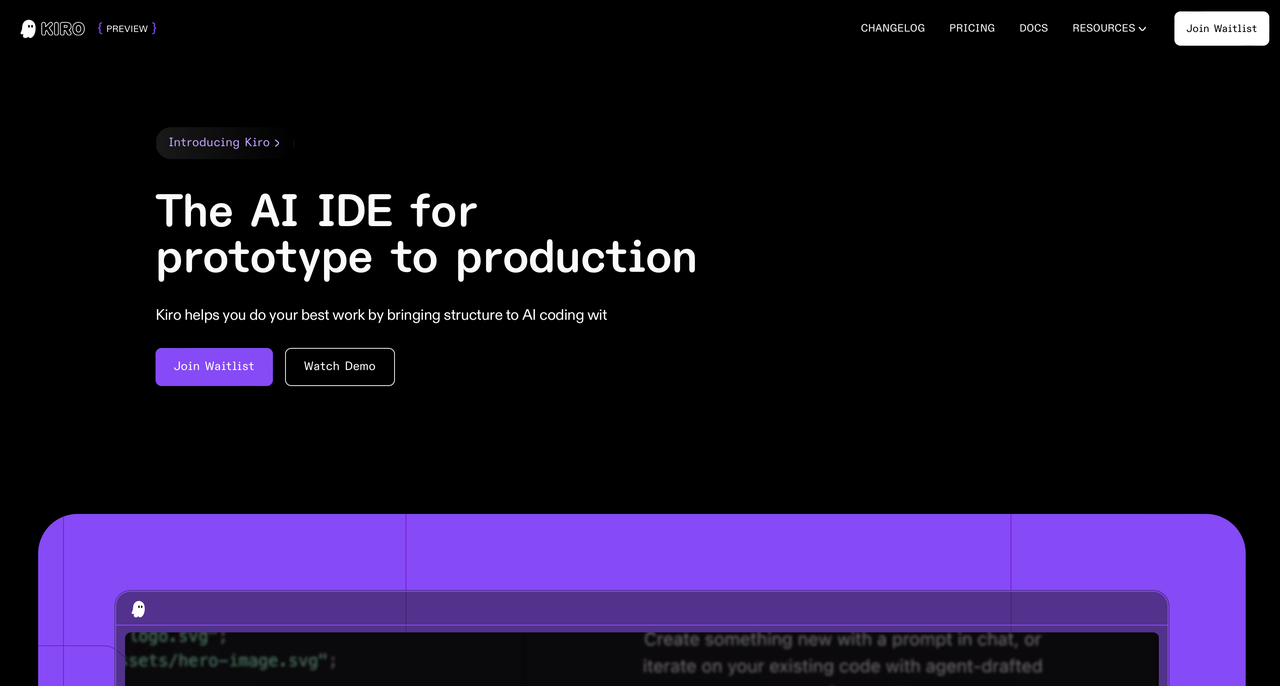 KIRO { PREVIEW }
CHANGELOG PRICING DOCS RESOURCES Join Waitlist
Introducing Kiro
The AI IDE for
prototype to production
Kiro helps you do your best work by bringing structure to AI coding wit
Join Waitlist Watch Demo
logo.svg";
sets/hero-image.svg";
Create something new with a prompt in chat, or
iterate on your existing code with agent-drafted